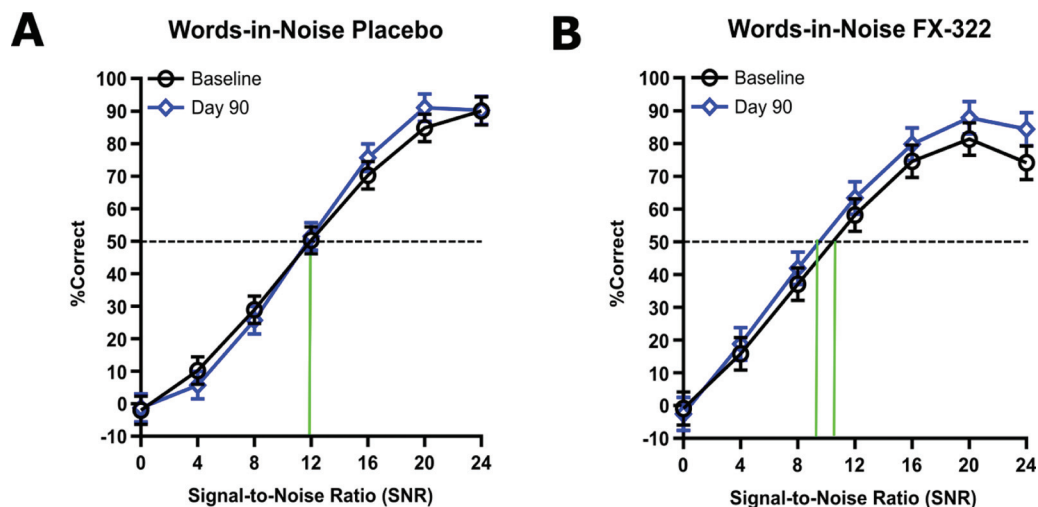 A
Words-in-Noise Placebo
Baseline
Day 90
100
90
80
70
60
50
40
30
20
10
0
-10
%Correct
0 4 8 12 16 20 24
Signal-to-Noise Ratio (SNR)
B
Words-in-Noise FX-322
Baseline
Day 90
100
90
80
70
60
50
40
30
20
10
0
-10
%Correct
0 4 8 12 16 20 24
Signal-to-Noise Ratio (SNR)